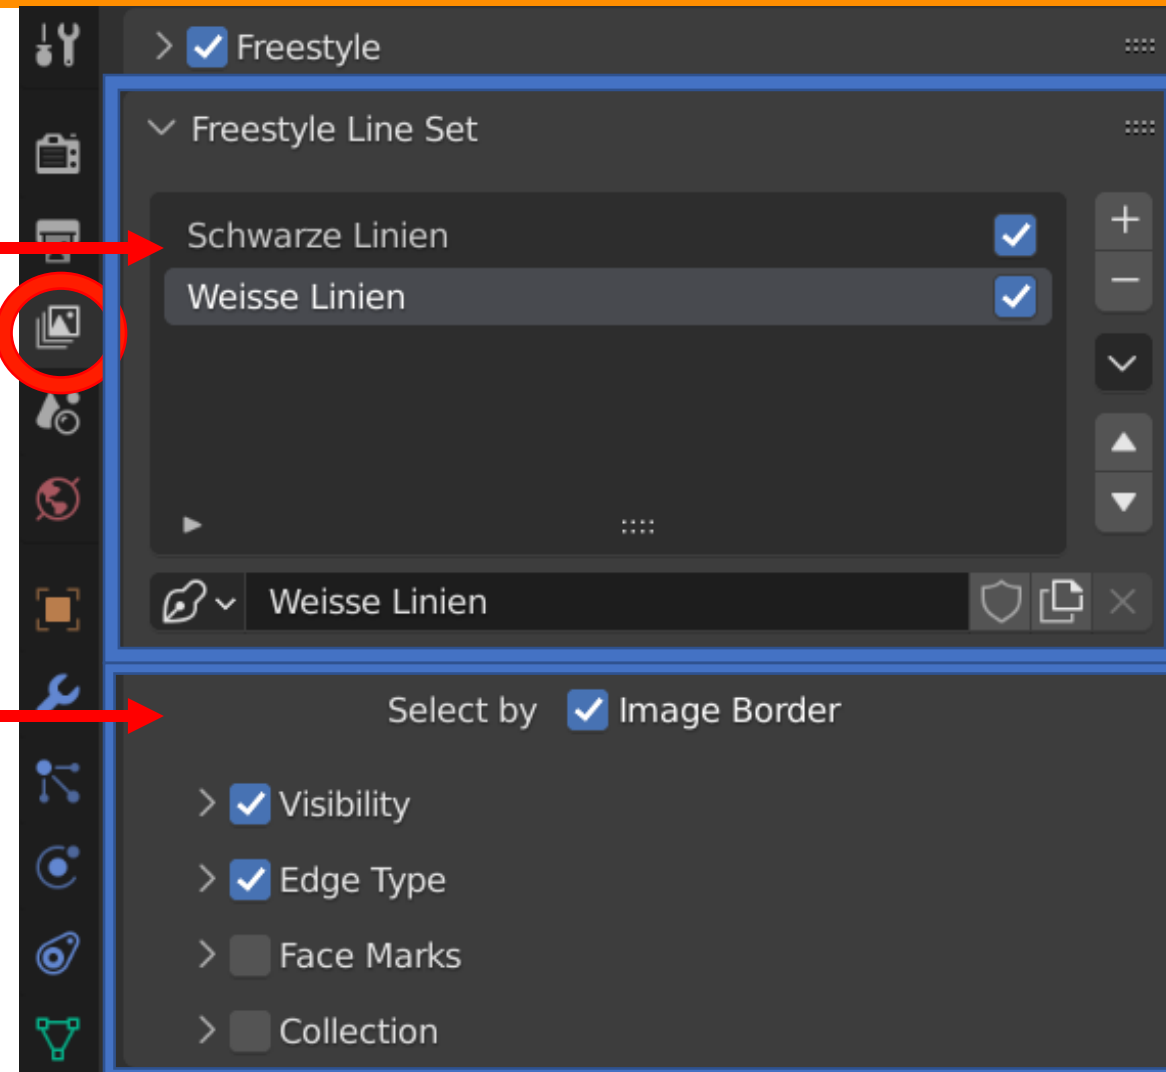 Freestyle
Freestyle Line Set
Schwarze Linien
Weisse Linien
Weisse Linien
Select by Image Border
Visibility
Edge Type
Face Marks
Collection